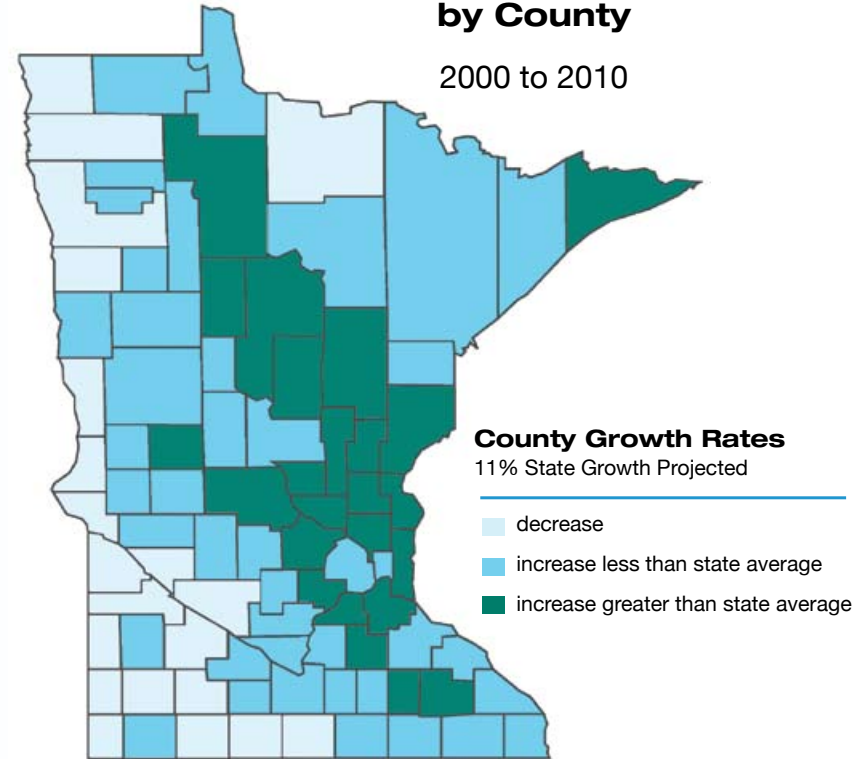 by County
2000 to 2010
County Growth Rates
11% State Growth Projected
decrease
increase less than state average
increase greater than state average